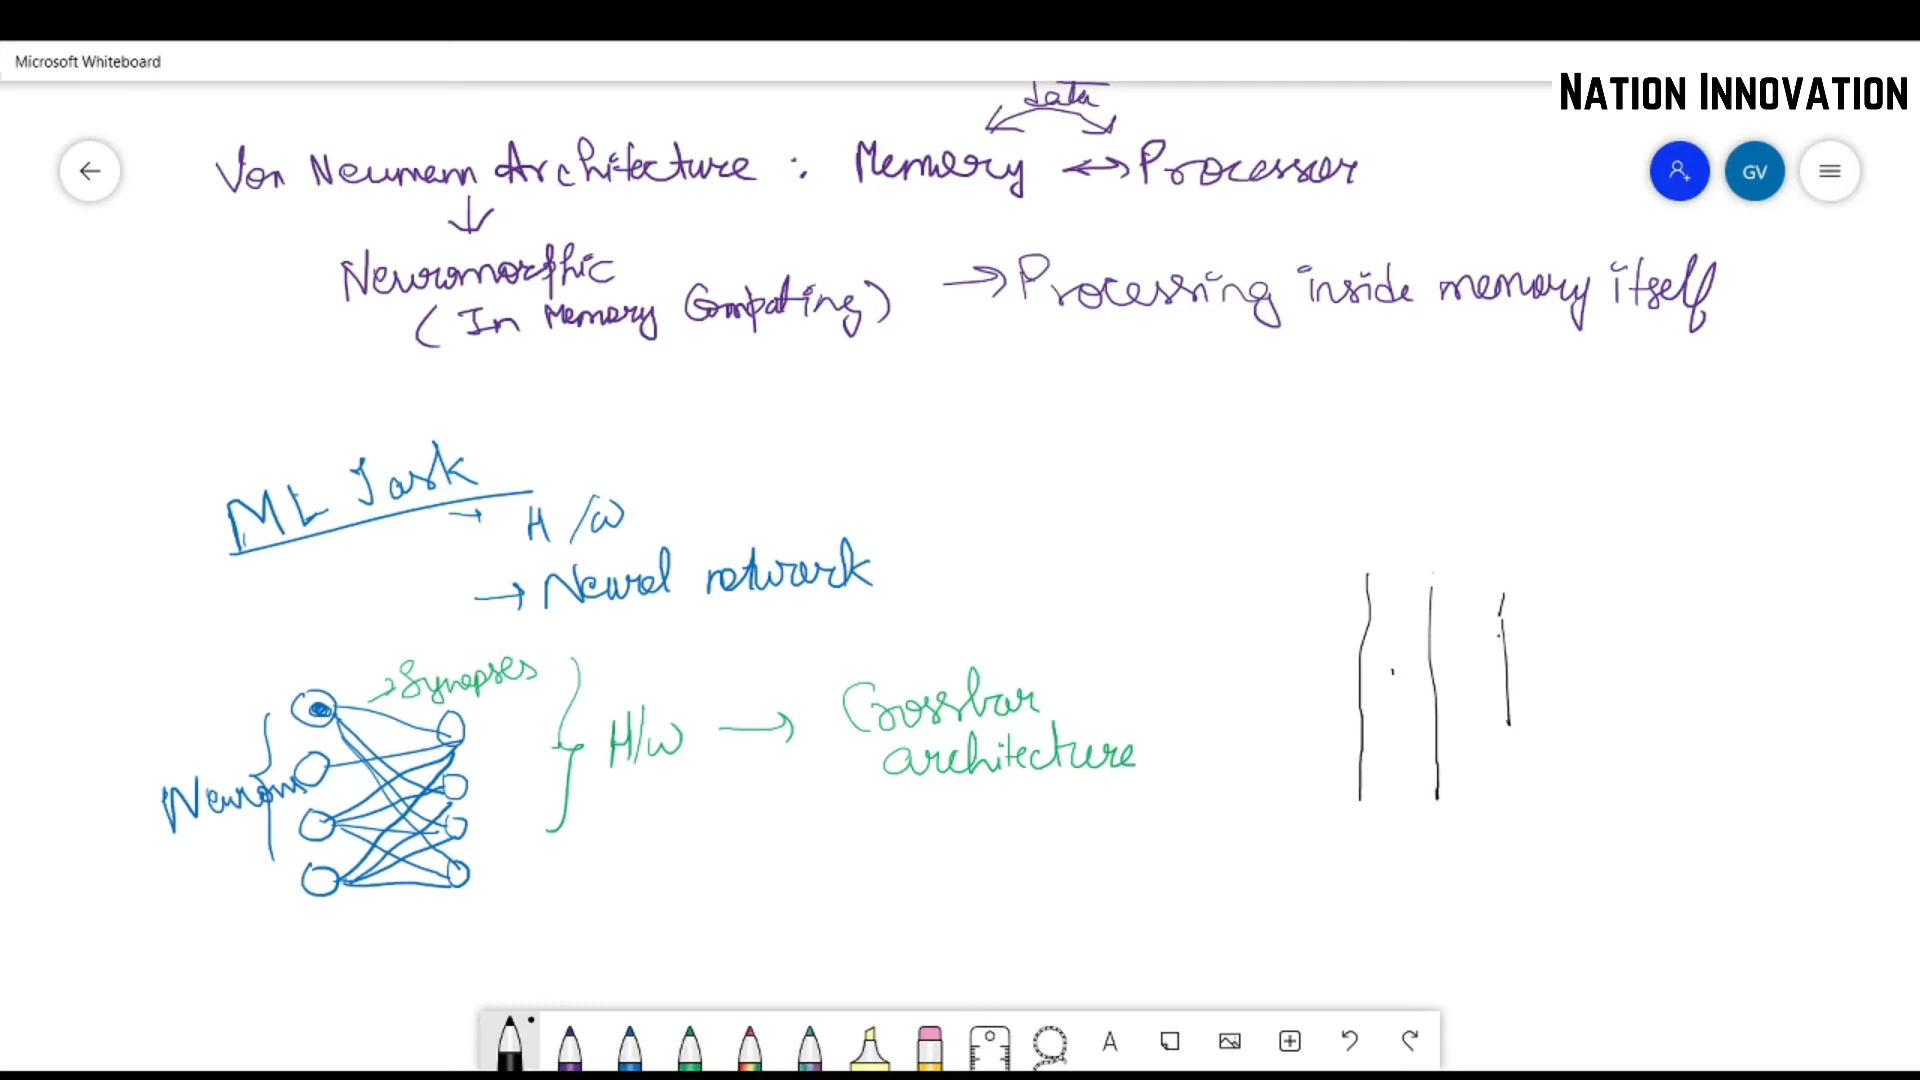 Microsoft Whiteboard
NATION INNOVATION
Data
Von Neumann Architecture : Memory ↔ Processor
GV
Neuromorphic → Processing inside memory itself
(In Memory Computing)
ML Task
→ H/W
→ Neural network
→ Synapses
Neurons
H/W → Crossbar
architecture
A